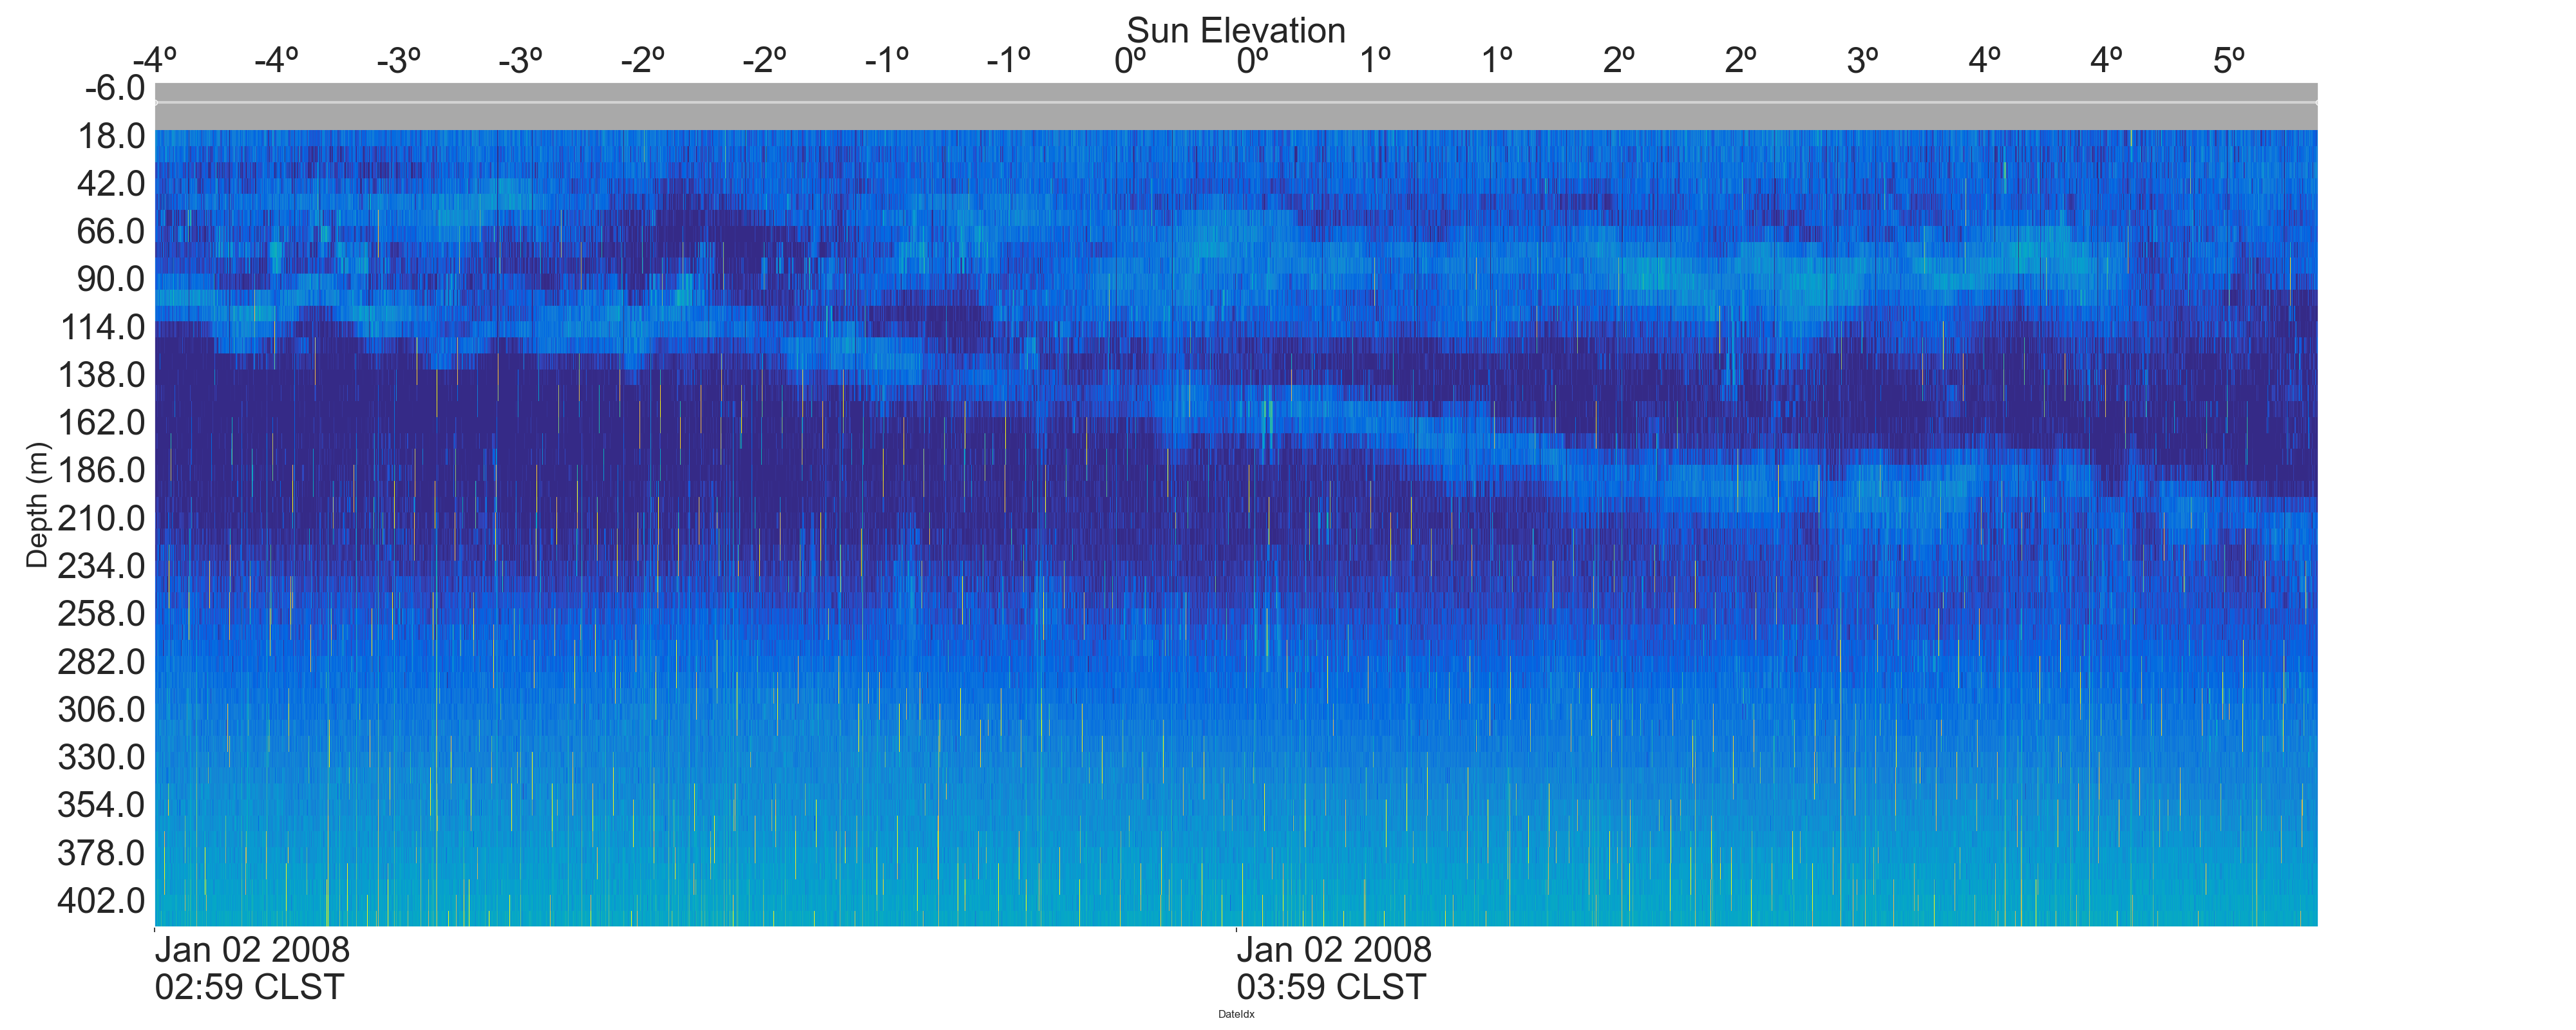 Sun Elevation
-4º -4º -3º -3º -2º -2º -1º -1º 0º 0º 1º 1º 2º 2º 3º 4º 4º 5º
-6.0
18.0
42.0
66.0
90.0
114.0
138.0
162.0
186.0
210.0
234.0
258.0
282.0
306.0
330.0
354.0
378.0
402.0
Depth (m)
Jan 02 2008
02:59 CLST
Jan 02 2008
03:59 CLST
DateIdx